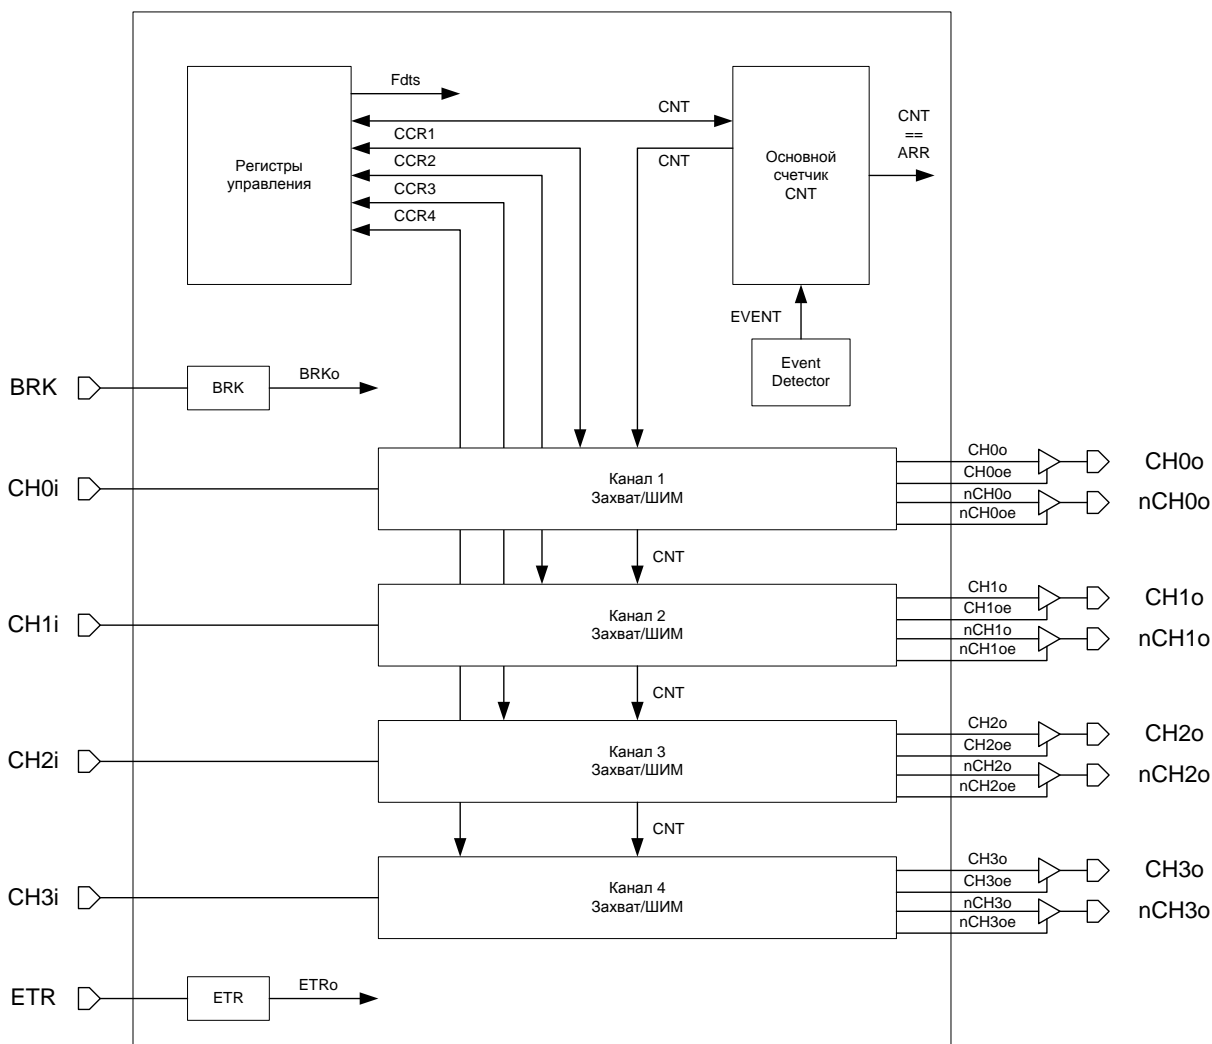 Fdts
CNT
CNT
==
ARR
CCR1
CCR2
CCR3
CCR4
CNT
Регистры
управления
Основной
счетчик
CNT
EVENT
Event
Detector
BRK
BRK
BRKo
CH0i
Канал 1
Захват/ШИМ
CH0o
CH0oe
nCH0o
nCH0oe
CH0o
nCH0o
CNT
CH1i
Канал 2
Захват/ШИМ
CH1o
CH1oe
nCH1o
nCH1oe
CH1o
nCH1o
CNT
CH2i
Канал 3
Захват/ШИМ
CH2o
CH2oe
nCH2o
nCH2oe
CH2o
nCH2o
CNT
CH3i
Канал 4
Захват/ШИМ
CH3o
CH3oe
nCH3o
nCH3oe
CH3o
nCH3o
ETR
ETR
ETRo